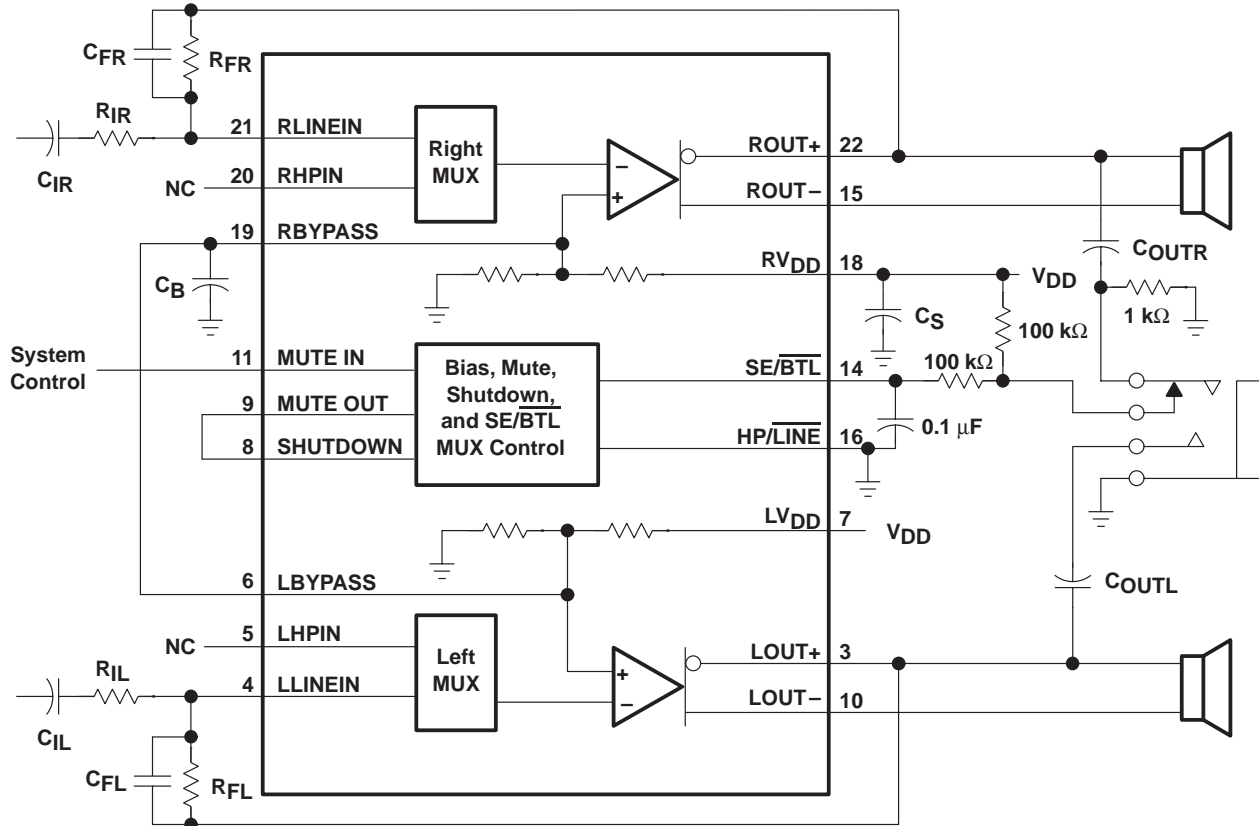 CFR
RFR
RIR
CIR
21 RLINEIN
NC
20 RHPIN
Right
MUX
−
+
ROUT+ 22
ROUT− 15
19 RBYPASS
CB
RVDD 18
VDD
COUTR
CS
100 kΩ
1 kΩ
System
Control
11 MUTE IN
9 MUTE OUT
8 SHUTDOWN
Bias, Mute,
Shutdown,
and SE/BTL
MUX Control
SE/BTL 14
100 kΩ
0.1 μF
HP/LINE 16
LVDD 7
VDD
6 LBYPASS
COUTL
NC
5 LHPIN
Left
MUX
+
−
LOUT+ 3
LOUT− 10
RIL
4 LLINEIN
CIL
CFL
RFL